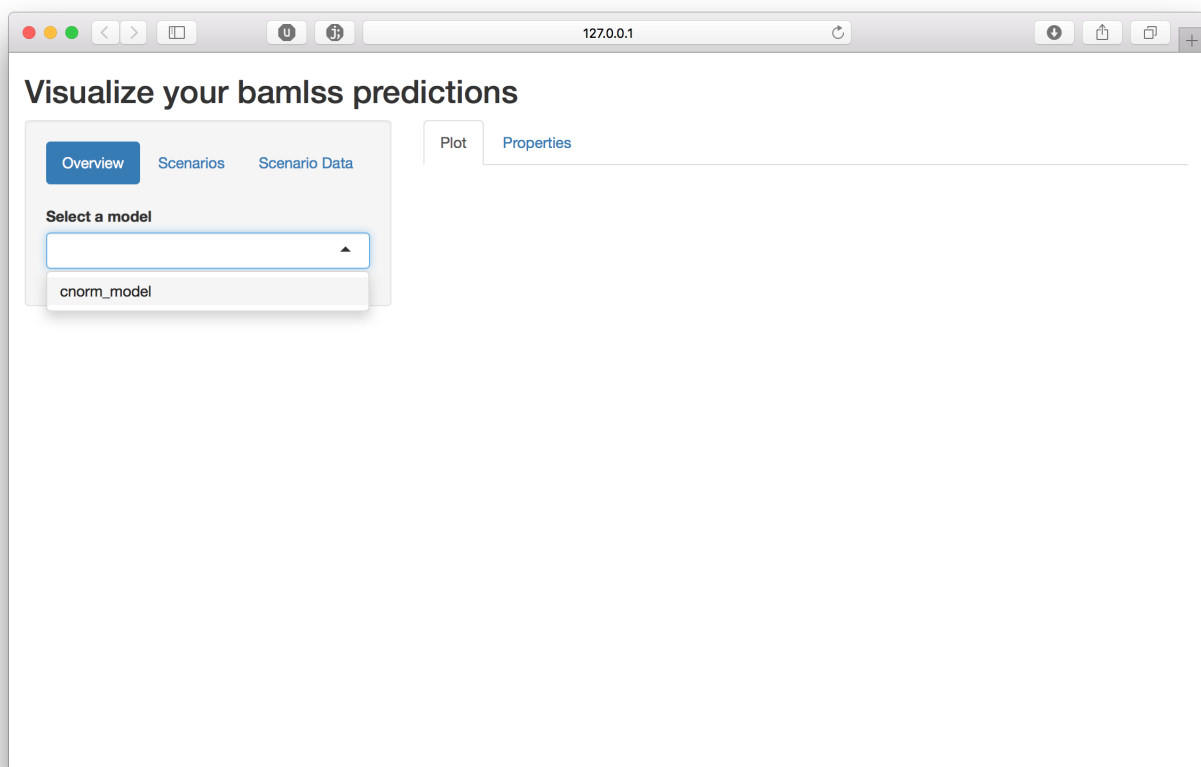 127.0.0.1
Visualize your bamlss predictions
Overview Scenarios Scenario Data
Plot Properties
Select a model
cnorm_model